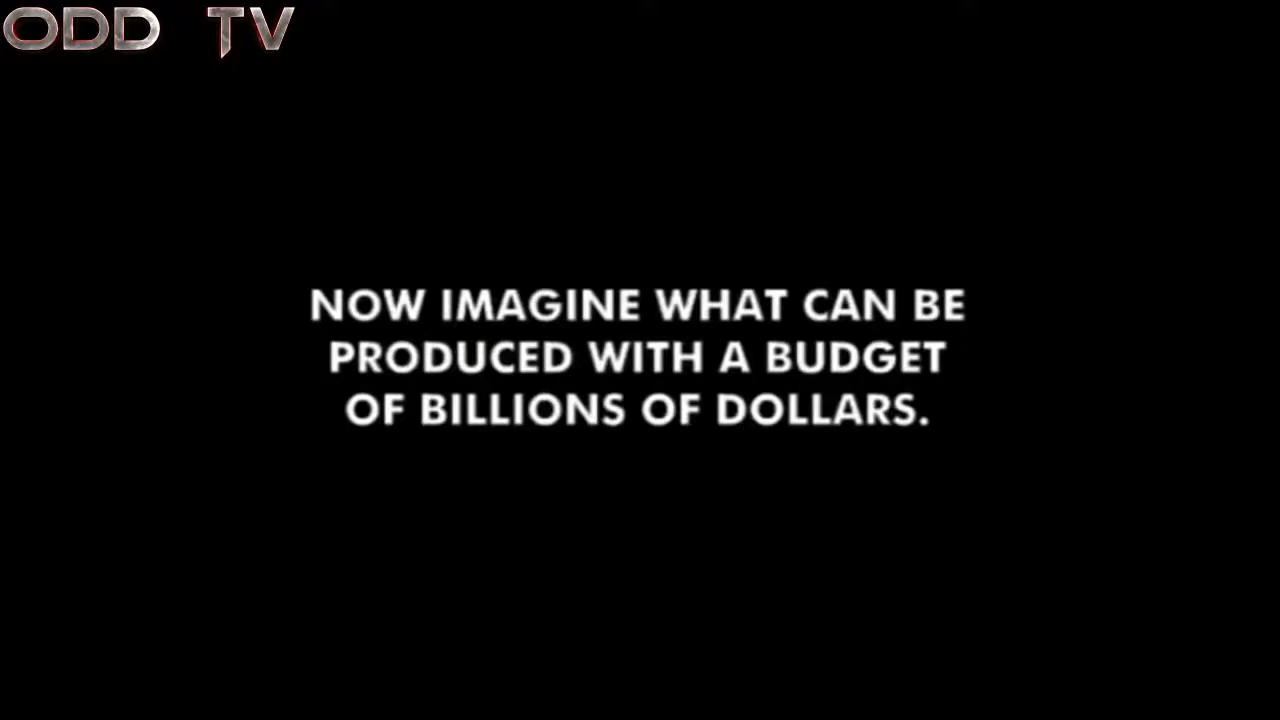 ODD TV
NOW IMAGINE WHAT CAN BE
PRODUCED WITH A BUDGET
OF BILLIONS OF DOLLARS.